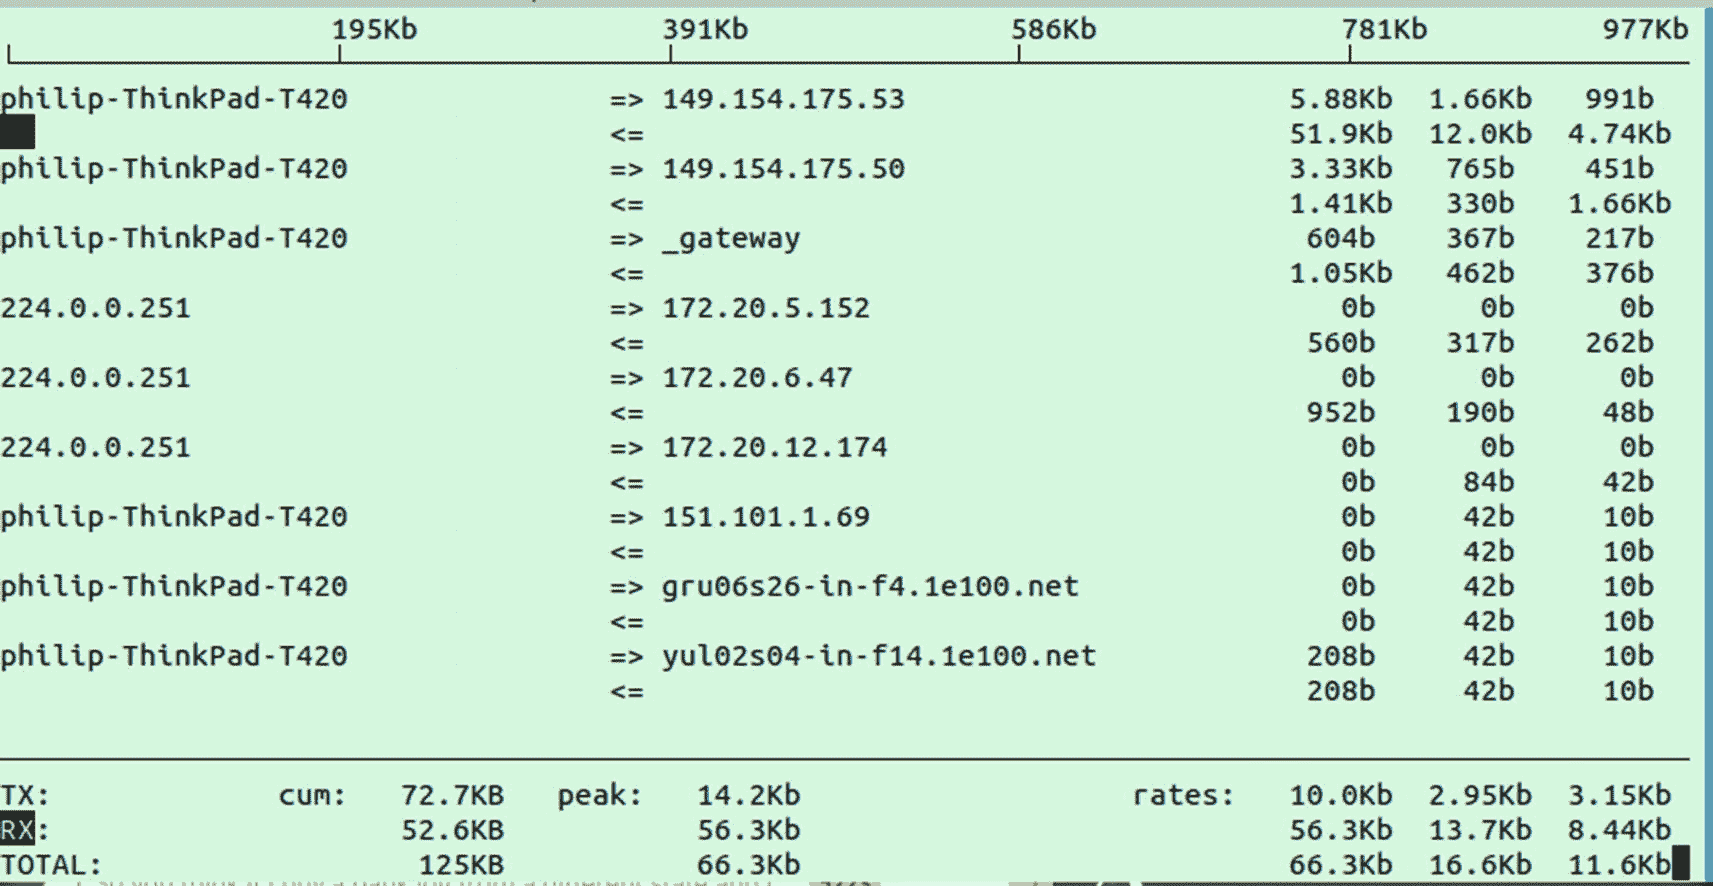 195Kb 391Kb 586Kb 781Kb 977Kb
philip-ThinkPad-T420 => 149.154.175.53 5.88Kb 1.66Kb 991b
<= 51.9Kb 12.0Kb 4.74Kb
philip-ThinkPad-T420 => 149.154.175.50 3.33Kb 765b 451b
<= 1.41Kb 330b 1.66Kb
philip-ThinkPad-T420 => _gateway 604b 367b 217b
<= 1.05Kb 462b 376b
224.0.0.251 => 172.20.5.152 0b 0b 0b
<= 560b 317b 262b
224.0.0.251 => 172.20.6.47 0b 0b 0b
<= 952b 190b 48b
224.0.0.251 => 172.20.12.174 0b 0b 0b
<= 0b 84b 42b
philip-ThinkPad-T420 => 151.101.1.69 0b 42b 10b
<= 0b 42b 10b
philip-ThinkPad-T420 => gru06s26-in-f4.1e100.net 0b 42b 10b
<= 0b 42b 10b
philip-ThinkPad-T420 => yul02s04-in-f14.1e100.net 208b 42b 10b
<= 208b 42b 10b
TX: cum: 72.7KB peak: 14.2Kb rates: 10.0Kb 2.95Kb 3.15Kb
RX: 52.6KB 56.3Kb 56.3Kb 13.7Kb 8.44Kb
TOTAL: 125KB 66.3Kb 66.3Kb 16.6Kb 11.6Kb